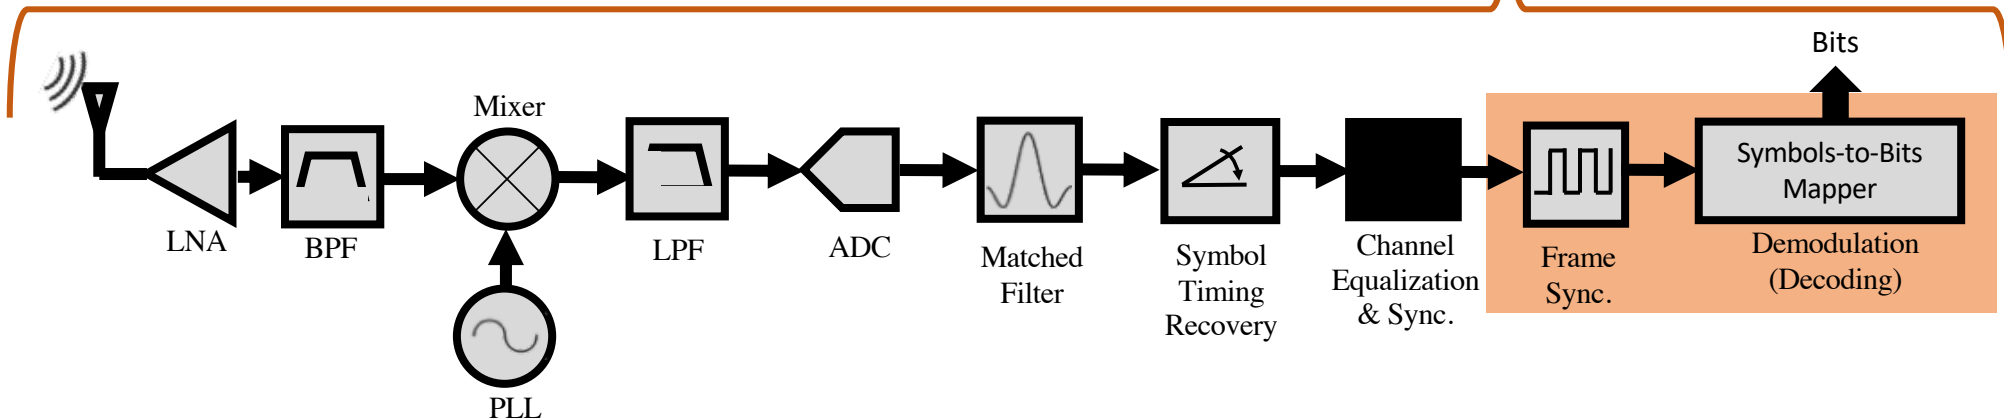 Bits
Mixer
Symbols-to-Bits
Mapper
LNA
BPF
LPF
ADC
Matched
Filter
Symbol
Timing
Recovery
Channel
Equalization
& Sync.
Frame
Sync.
Demodulation
(Decoding)
PLL